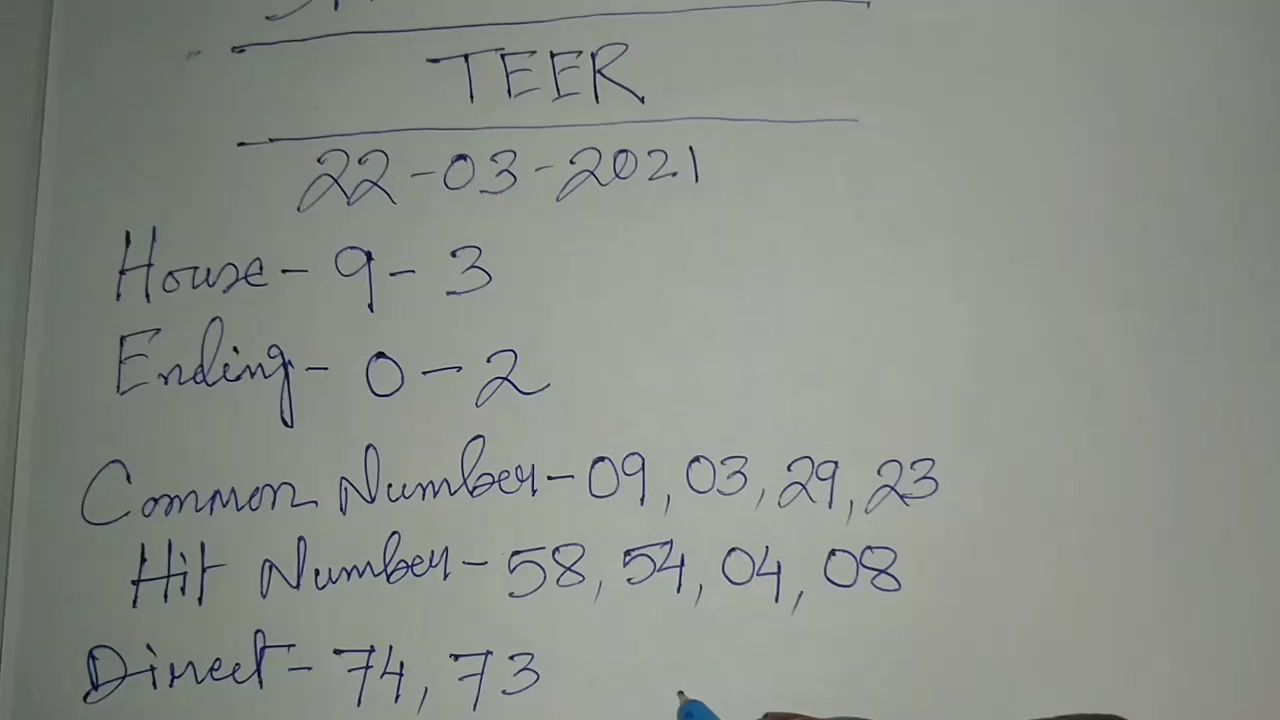 TEER
22-03-2021
House - 9 - 3
Ending - 0 - 2
Common Number - 09, 03, 29, 23
Hit Number - 58, 54, 04, 08
Direct - 74, 73